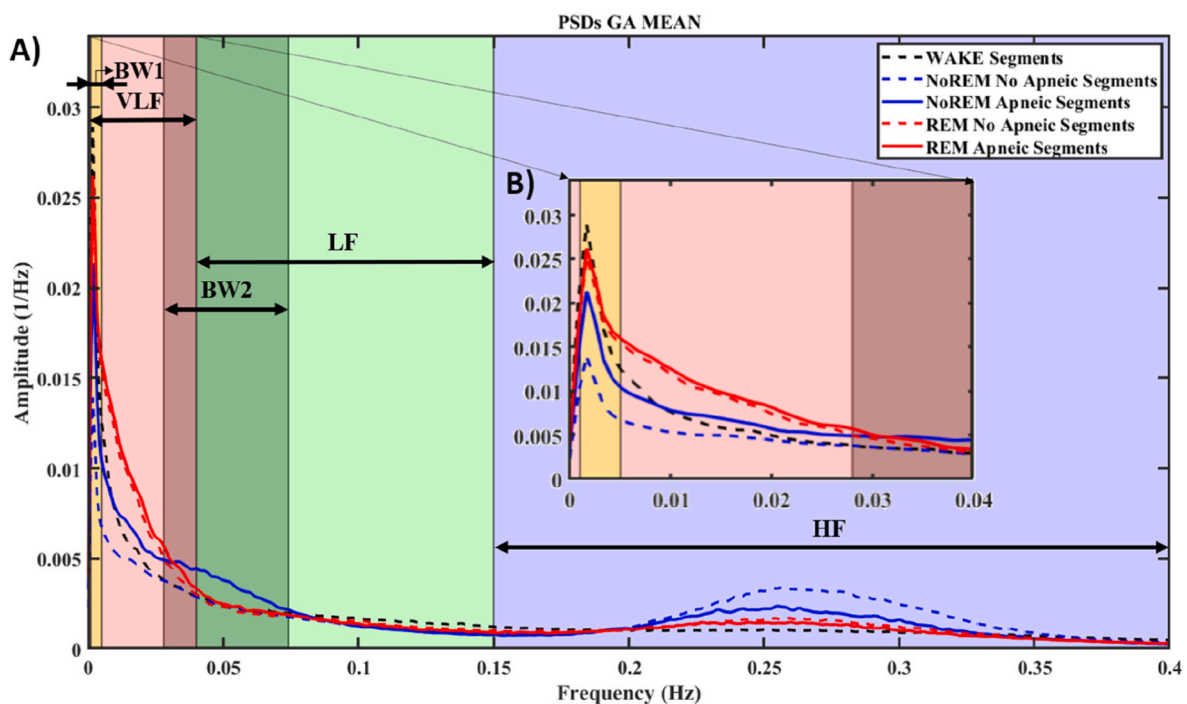 PSDs GA MEAN
A)
BW1
VLF
BW2
LF
HF
WAKE Segments
NoREM No Apneic Segments
NoREM Apneic Segments
REM No Apneic Segments
REM Apneic Segments
B)
0.03
0.025
0.02
0.015
0.01
0.005
0
0 0.01 0.02 0.03 0.04
Amplitude (1/Hz)
0.03
0.025
0.02
0.015
0.01
0.005
0
0 0.05 0.1 0.15 0.2 0.25 0.3 0.35 0.4
Frequency (Hz)